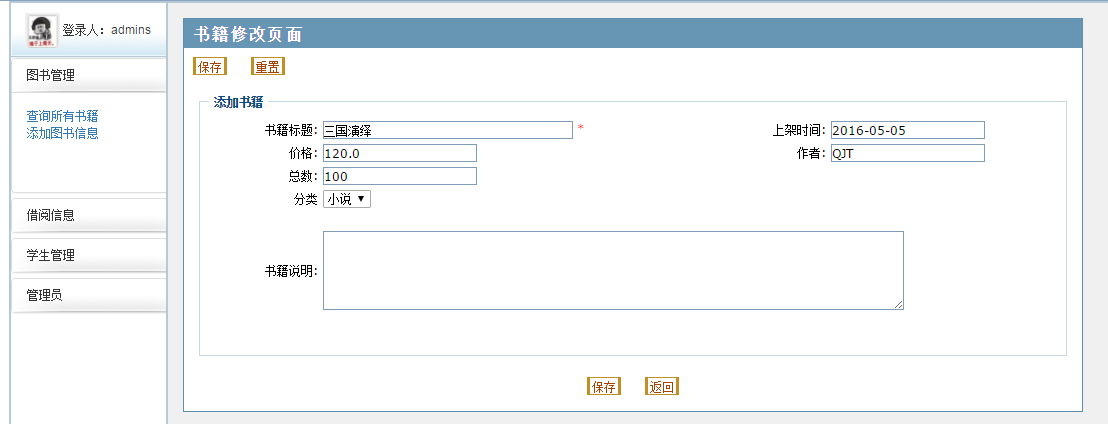 登录人：admins
图书管理
查询所有书籍
添加图书信息
借阅信息
学生管理
管理员
书籍修改页面
保存 重置
添加书籍
书籍标题: 三国演绎 * 上架时间: 2016-05-05
价格: 120.0 作者: QJT
总数: 100
分类 小说 ▼
书籍说明:
保存 返回